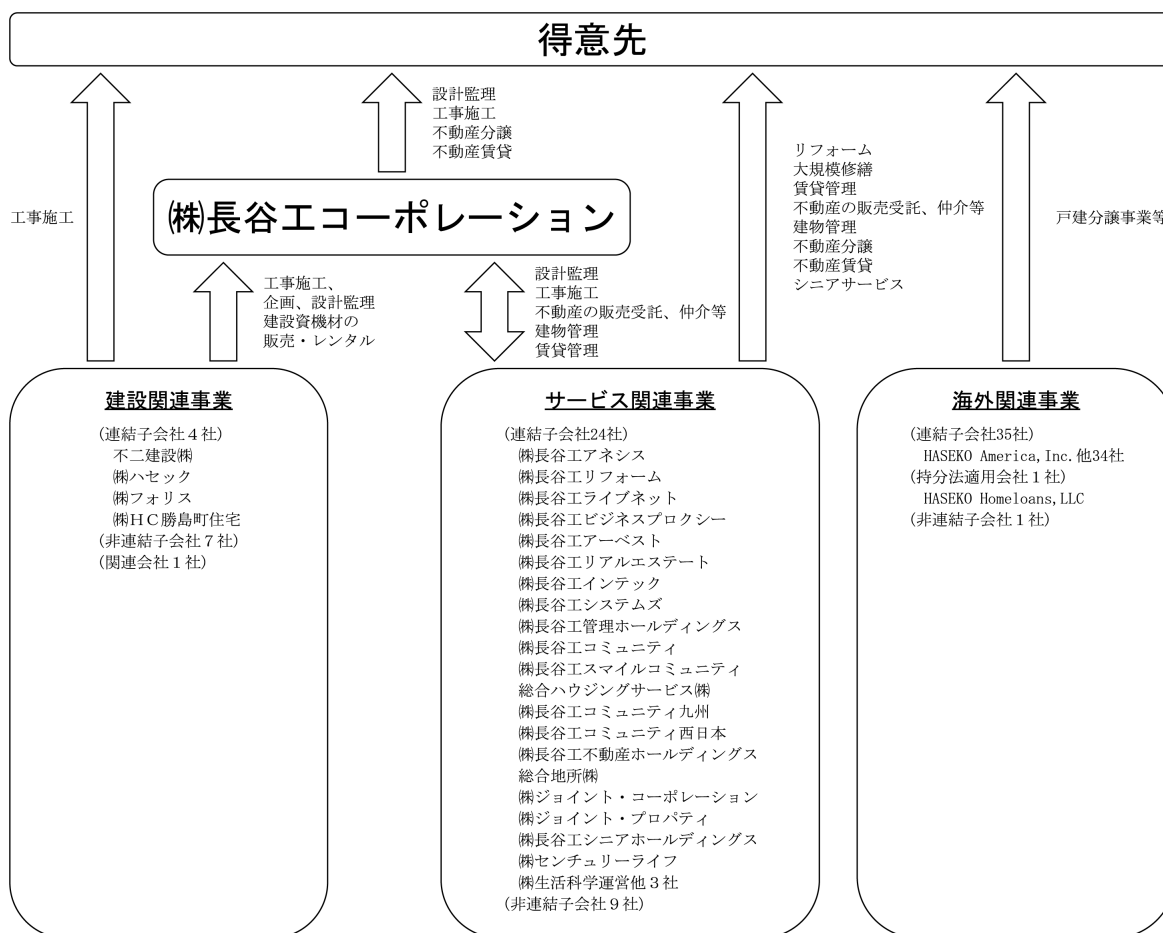 得意先
設計監理
工事施工
不動産分譲
不動産賃貸
リフォーム
大規模修繕
賃貸管理
不動産の販売受託、仲介等
建物管理
不動産分譲
不動産賃貸
シニアサービス
工事施工
㈱長谷工コーポレーション
戸建分譲事業等
工事施工、
企画、設計監理
建設資機材の
販売・レンタル
設計監理
工事施工
不動産の販売受託、仲介等
建物管理
賃貸管理
建設関連事業
(連結子会社４社)
不二建設㈱
㈱ハセック
㈱フォリス
㈱ＨＣ勝島町住宅
(非連結子会社７社)
(関連会社１社)
サービス関連事業
(連結子会社24社)
㈱長谷工アネシス
㈱長谷工リフォーム
㈱長谷工ライブネット
㈱長谷工ビジネスプロクシー
㈱長谷工アーベスト
㈱長谷工リアルエステート
㈱長谷工インテック
㈱長谷工システムズ
㈱長谷工管理ホールディングス
㈱長谷工コミュニティ
㈱長谷工スマイルコミュニティ
総合ハウジングサービス㈱
㈱長谷工コミュニティ九州
㈱長谷工コミュニティ西日本
㈱長谷工不動産ホールディングス
総合地所㈱
㈱ジョイント・コーポレーション
㈱ジョイント・プロパティ
㈱長谷工シニアホールディングス
㈱センチュリーライフ
㈱生活科学運営他３社
(非連結子会社９社)
海外関連事業
(連結子会社35社)
HASEKO America,Inc.他34社
(持分法適用会社１社)
HASEKO Homeloans,LLC
(非連結子会社１社)